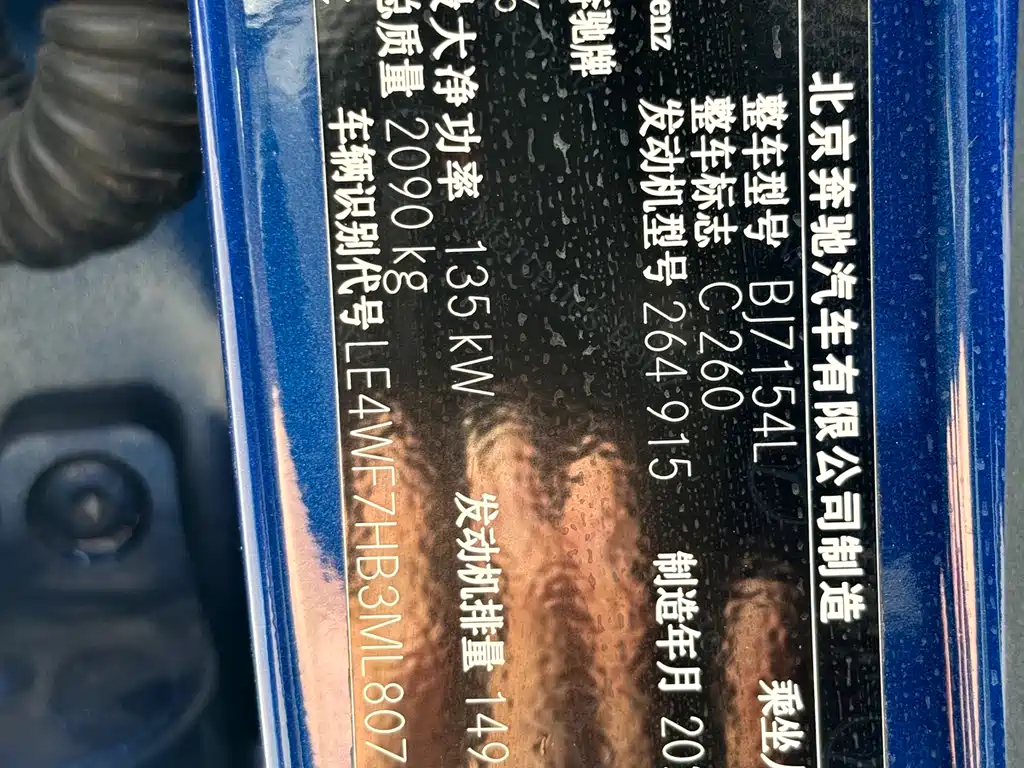 北京奔驰汽车有限公司制造
整车型号 BJ7154L 乘坐
整车标志 C 260
发动机型号 264 915 制造年月 20
enz
奔驰牌
大净功率 135 kW 发动机排量 149
总质量 2090 kg
车辆识别代号 LE4WF7HB3ML807